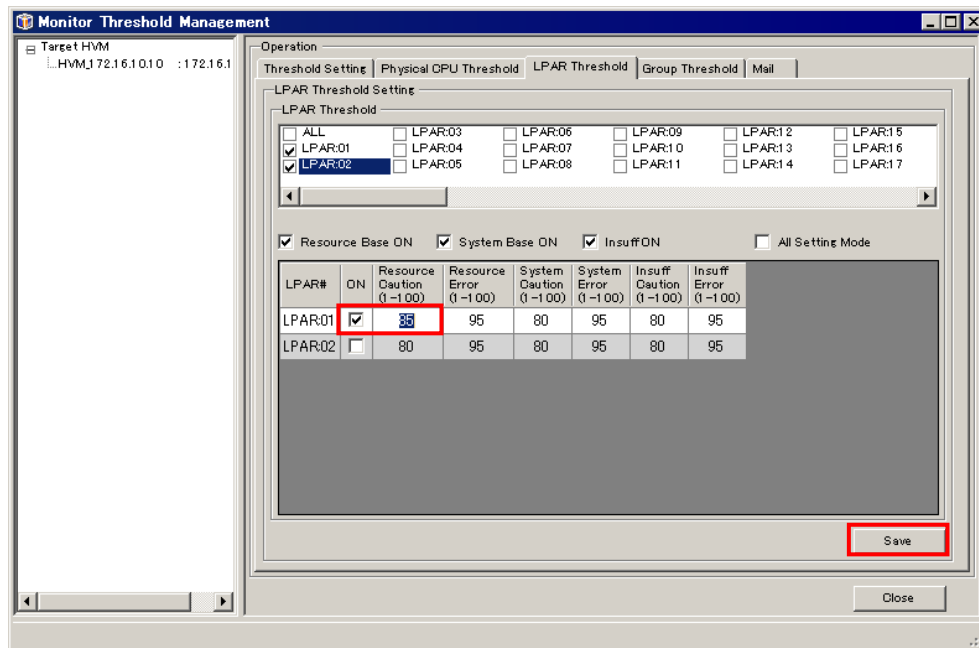 Monitor Threshold Management
Target HVM
HVM_172.16.10.10 : 172.16.1
Operation
Threshold Setting Physical CPU Threshold LPAR Threshold Group Threshold Mail
LPAR Threshold Setting
LPAR Threshold
ALL LPAR:03 LPAR:06 LPAR:09 LPAR:12 LPAR:15
LPAR:01 LPAR:04 LPAR:07 LPAR:10 LPAR:13 LPAR:16
LPAR:02 LPAR:05 LPAR:08 LPAR:11 LPAR:14 LPAR:17
Resource Base ON System Base ON InsuffON All Setting Mode
LPAR# ON Resource Caution (1-100) Resource Error (1-100) System Caution (1-100) System Error (1-100) Insuff Caution (1-100) Insuff Error (1-100)
LPAR:01 85 95 80 95 80 95
LPAR:02 80 95 80 95 80 95
Save
Close